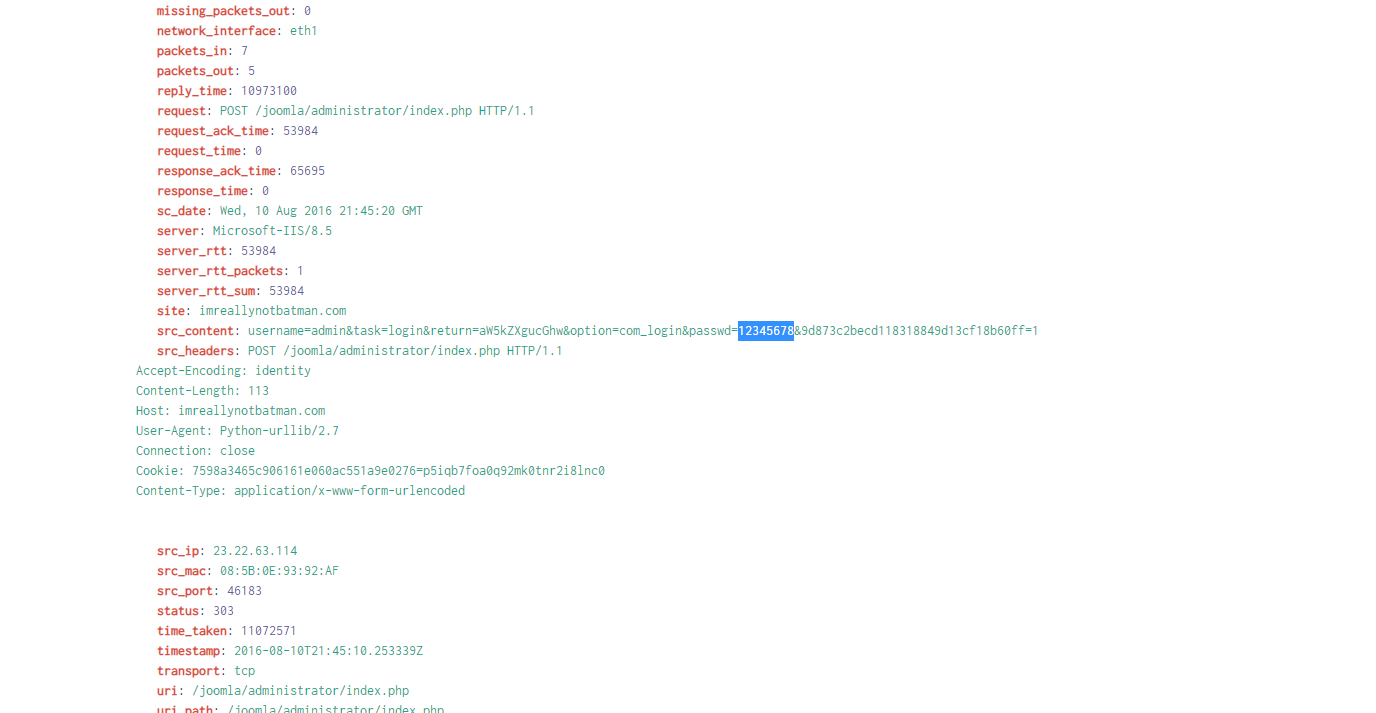 missing_packets_out: 0
network_interface: eth1
packets_in: 7
packets_out: 5
reply_time: 10973100
request: POST /joomla/administrator/index.php HTTP/1.1
request_ack_time: 53984
request_time: 0
response_ack_time: 65695
response_time: 0
sc_date: Wed, 10 Aug 2016 21:45:20 GMT
server: Microsoft-IIS/8.5
server_rtt: 53984
server_rtt_packets: 1
server_rtt_sum: 53984
site: imreallynotbatman.com
src_content: username=admin&task=login&return=aW5kZXgucGhw&option=com_login&passwd=12345678&9d873c2becd118318849d13cf18b60ff=1
src_headers: POST /joomla/administrator/index.php HTTP/1.1
Accept-Encoding: identity
Content-Length: 113
Host: imreallynotbatman.com
User-Agent: Python-urllib/2.7
Connection: close
Cookie: 7598a3465c906161e060ac551a9e0276=p5iqb7foa0q92mk0tnr2i8lnc0
Content-Type: application/x-www-form-urlencoded
src_ip: 23.22.63.114
src_mac: 08:5B:0E:93:92:AF
src_port: 46183
status: 303
time_taken: 11072571
timestamp: 2016-08-10T21:45:10.253339Z
transport: tcp
uri: /joomla/administrator/index.php
uri_path: /joomla/administrator/index.php